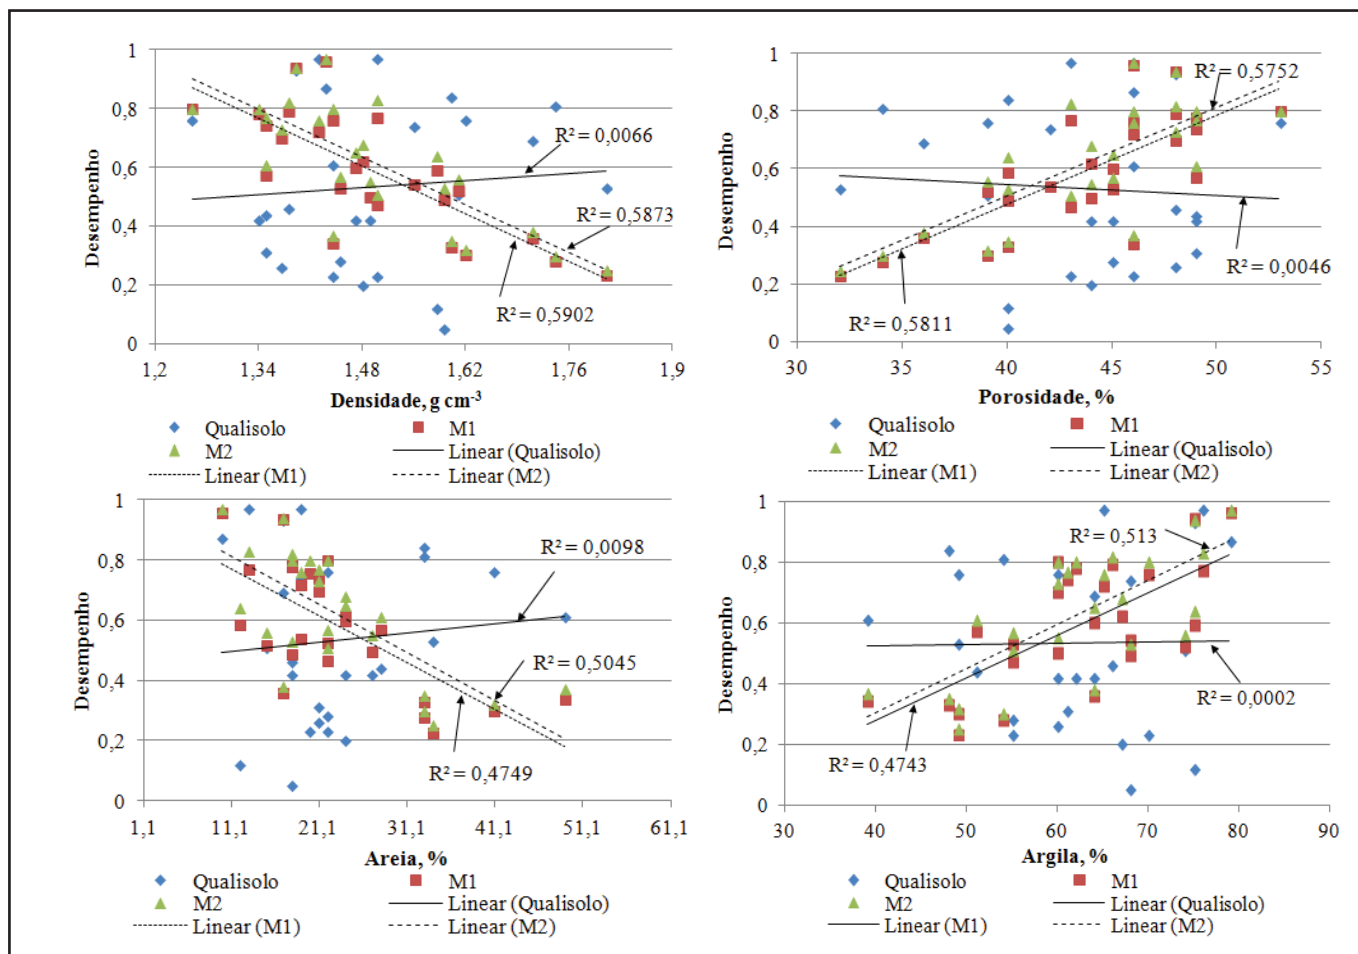 1
0,8
0,6
0,4
0,2
0
Desempenho
R² = 0,0066
R² = 0,5873
R² = 0,5902
1,2 1,34 1,48 1,62 1,76 1,9
Densidade, g cm⁻³
Qualisolo M1
M2 Linear (Qualisolo)
Linear (M1) Linear (M2)
1
0,8
0,6
0,4
0,2
0
Desempenho
R² = 0,5752
R² = 0,0046
R² = 0,5811
30 35 40 45 50 55
Porosidade, %
Qualisolo M1
M2 Linear (Qualisolo)
Linear (M1) Linear (M2)
1
0,8
0,6
0,4
0,2
0
Desempenho
R² = 0,0098
R² = 0,5045
R² = 0,4749
1,1 11,1 21,1 31,1 41,1 51,1 61,1
Areia, %
Qualisolo M1
M2 Linear (Qualisolo)
Linear (M1) Linear (M2)
1
0,8
0,6
0,4
0,2
0
Desempenho
R² = 0,513
R² = 0,0002
R² = 0,4743
30 40 50 60 70 80 90
Argila, %
Qualisolo M1
M2 Linear (Qualisolo)
Linear (M1) Linear (M2)